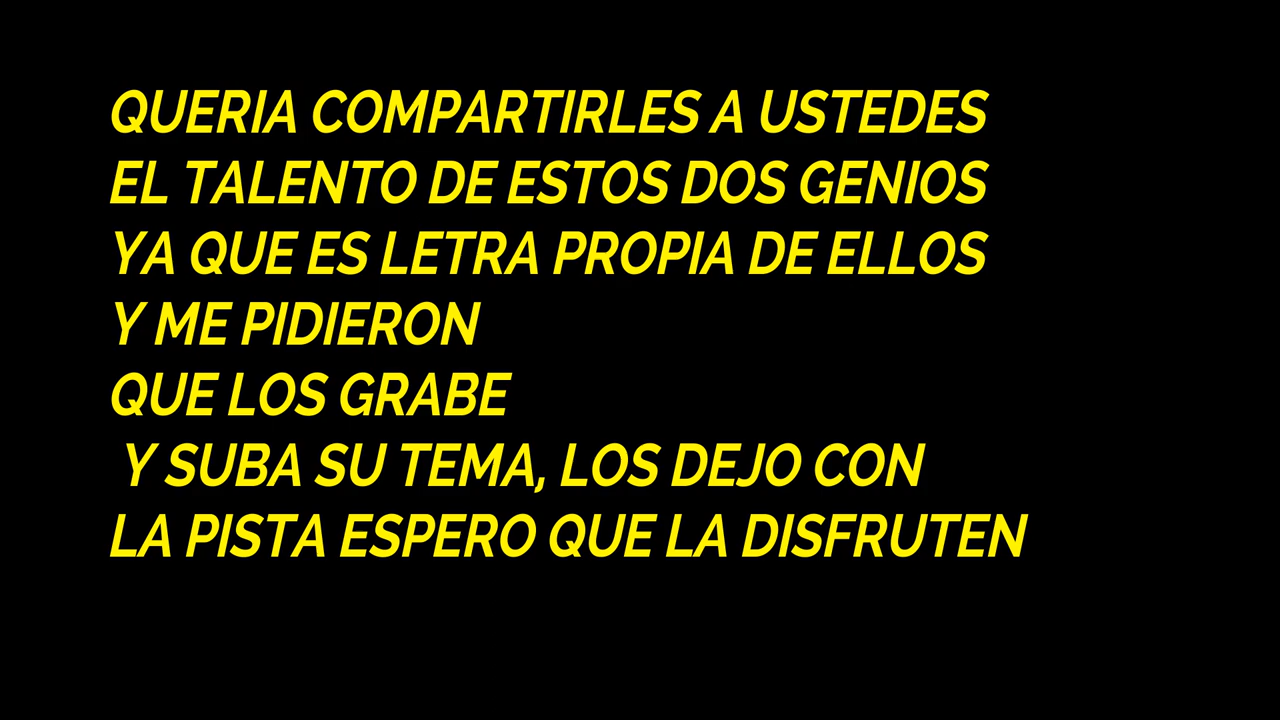 QUERIA COMPARTIRLES A USTEDES
EL TALENTO DE ESTOS DOS GENIOS
YA QUE ES LETRA PROPIA DE ELLOS
Y ME PIDIERON
QUE LOS GRABE
Y SUBA SU TEMA, LOS DEJO CON
LA PISTA ESPERO QUE LA DISFRUTEN